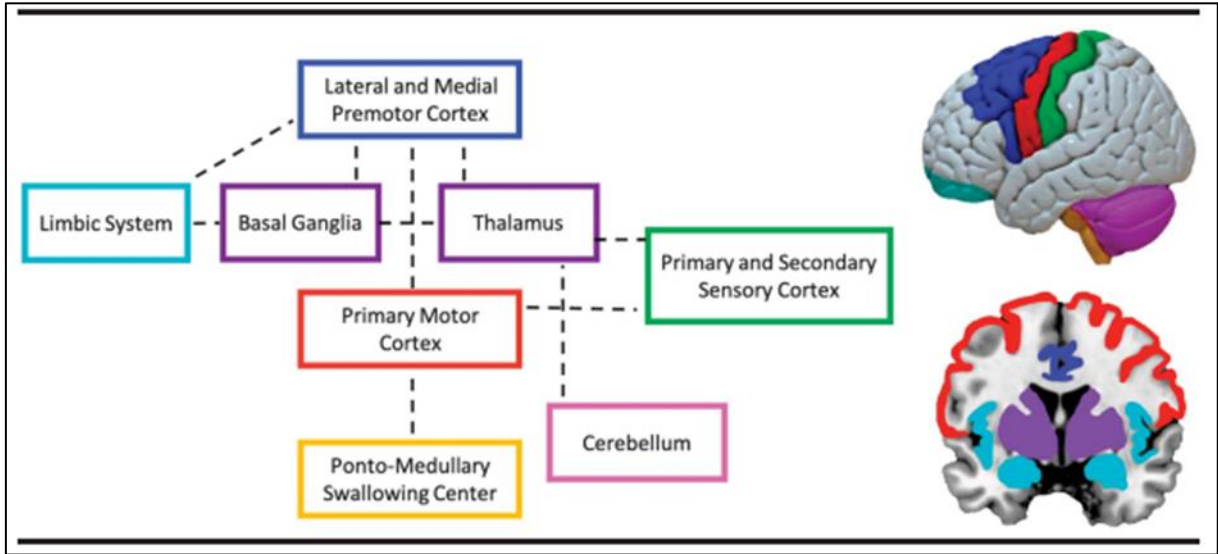 Lateral and Medial
Premotor Cortex
Limbic System
Basal Ganglia
Thalamus
Primary and Secondary
Sensory Cortex
Primary Motor
Cortex
Cerebellum
Ponto-Medullary
Swallowing Center